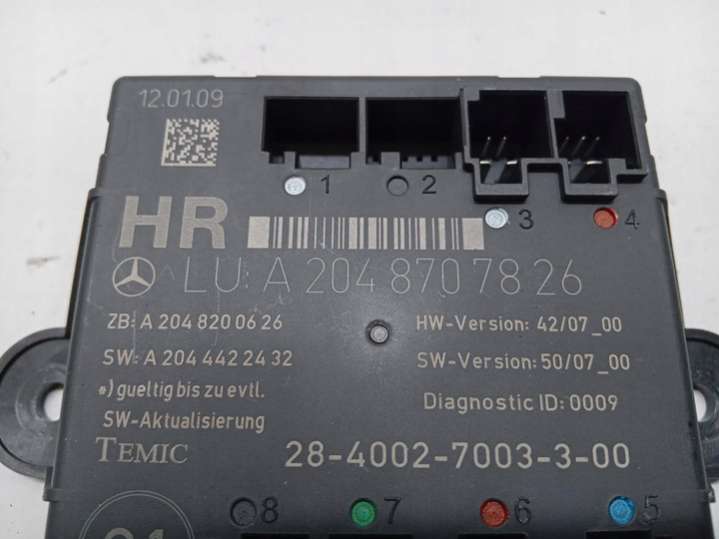 12.01.09
1 2 3 4
HR
LU: A 204 870 78 26
ZB: A 204 820 06 26
HW-Version: 42/07_00
SW: A 204 442 24 32
SW-Version: 50/07_00
*) gueltig bis zu evtl.
SW-Aktualisierung
Diagnostic ID: 0009
TEMIC
28-4002-7003-3-00
8 7 6 5